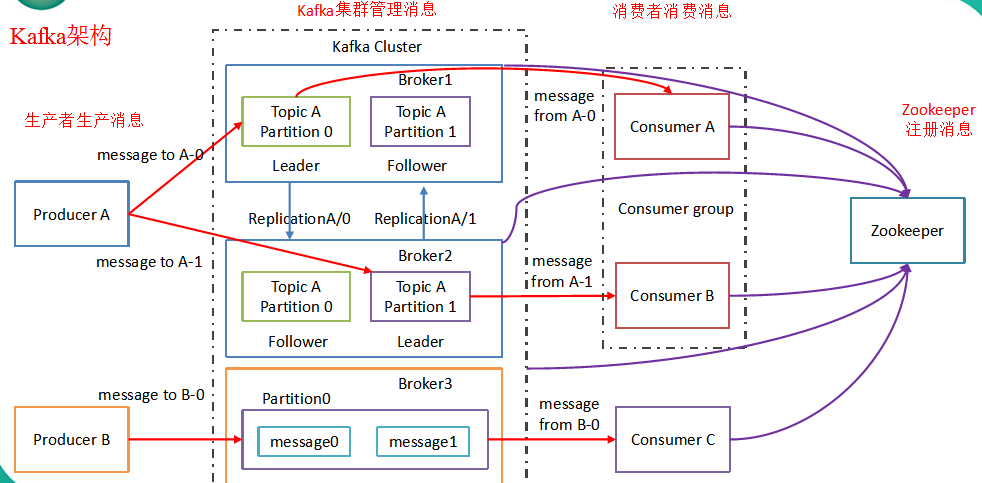 Kafka架构
Kafka集群管理消息
消费者消费消息
Kafka Cluster
Broker1
Topic A
Partition 0
Topic A
Partition 1
Leader
Follower
message
from A-0
Consumer A
Zookeeper
注册消息
生产者生产消息
message to A-0
Producer A
ReplicationA/0
ReplicationA/1
Consumer group
Zookeeper
message to A-1
Broker2
Topic A
Partition 0
Topic A
Partition 1
Follower
Leader
message
from A-1
Consumer B
Broker3
message to B-0
Partition0
message
from B-0
Producer B
message0
message1
Consumer C